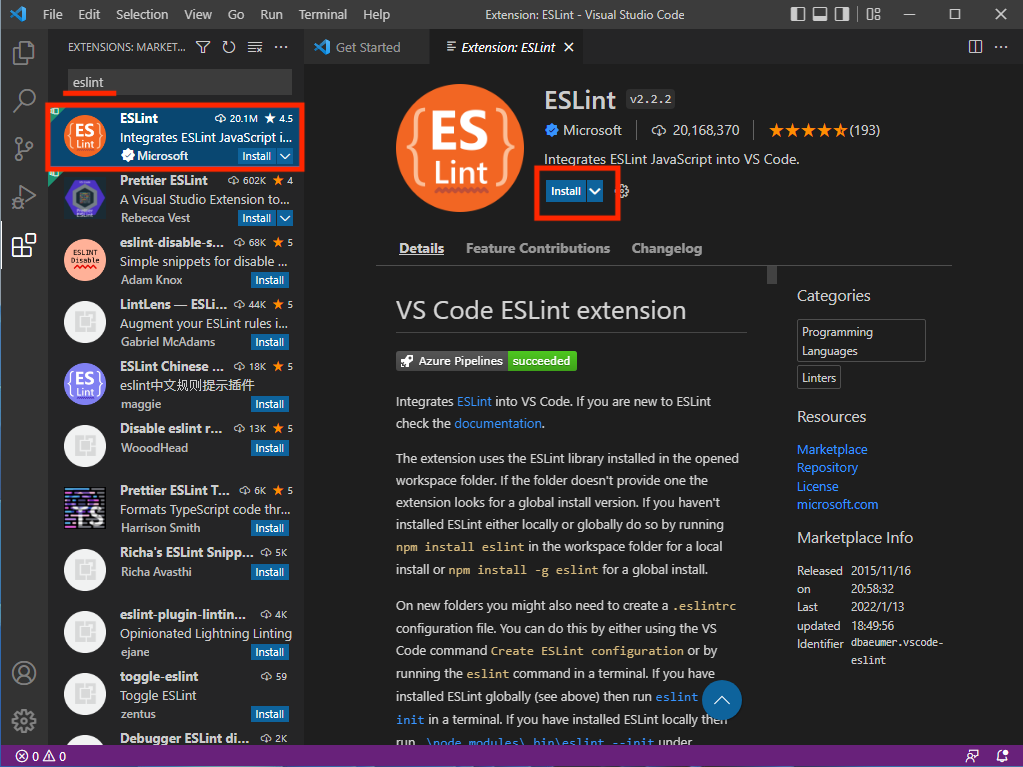 File Edit Selection View Go Run Terminal Help
Extension: ESLint - Visual Studio Code
EXTENSIONS: MARKET...
Get Started
Extension: ESLint
eslint
ESLint 20.1M 4.5
Integrates ESLint JavaScript i...
Microsoft Install
Prettier ESLint 602K 4
A Visual Studio Extension to...
Rebecca Vest Install
eslint-disable-s... 68K 5
Simple snippets for disable ...
Adam Knox Install
ESLINT
Disable
LintLens — ESLi... 44K 5
Augment your ESLint rules i...
Gabriel McAdams Install
ESLint Chinese ... 18K 5
eslint中文规则提示插件
maggie Install
Disable eslint r... 13K 5
WooodHead Install
Prettier ESLint T... 6K 5
Formats TypeScript code thr...
Harrison Smith Install
TS
Richa's ESLint Snipp... 5K
Richa Avasthi Install
eslint-plugin-lintin... 4K
Opinionated Lightning Linting
ejane Install
toggle-eslint 59
Toggle ESLint
zentus Install
Debugger ESLint di... 2K
ES
Lint
ESLint v2.2.2
Microsoft 20,168,370 (193)
Integrates ESLint JavaScript into VS Code.
Install
Details Feature Contributions Changelog
VS Code ESLint extension
Azure Pipelines succeeded
Integrates ESLint into VS Code. If you are new to ESLint
check the documentation.
The extension uses the ESLint library installed in the opened
workspace folder. If the folder doesn't provide one the
extension looks for a global install version. If you haven't
installed ESLint either locally or globally do so by running
npm install eslint in the workspace folder for a local
install or npm install -g eslint for a global install.
On new folders you might also need to create a .eslintrc
configuration file. You can do this by either using the VS
Code command Create ESLint configuration or by
running the eslint command in a terminal. If you have
installed ESLint globally (see above) then run eslint
init in a terminal. If you have installed ESLint locally then
run .\node_modules\.bin\eslint --init under
Categories
Programming
Languages
Linters
Resources
Marketplace
Repository
License
microsoft.com
Marketplace Info
Released 2015/11/16
on 20:58:32
Last 2022/1/13
updated 18:49:56
Identifier dbaeumer.vscode-
eslint
0 0